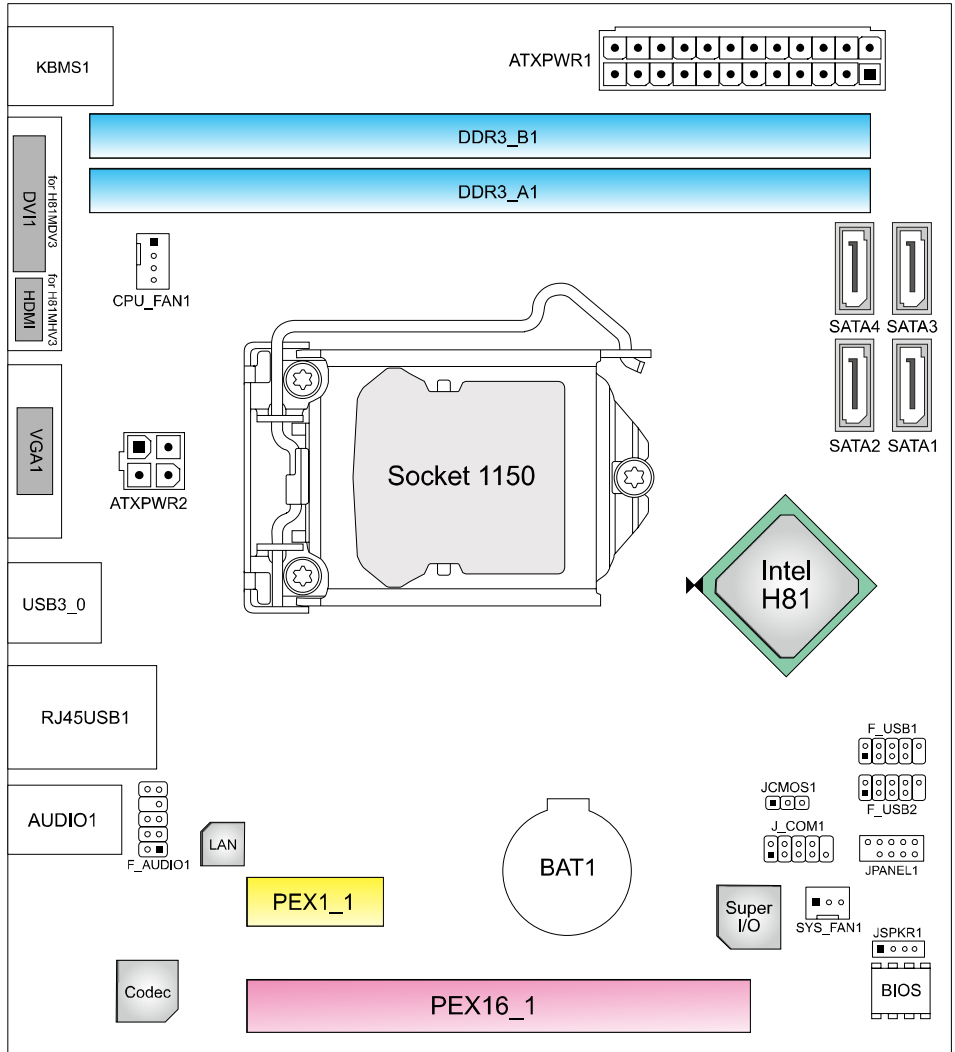 KBMS1
ATXPWR1
DDR3_B1
DDR3_A1
DVI1
for H81MDV3
HDMI
for H81MHV3
CPU_FAN1
SATA4
SATA3
SATA2
SATA1
VGA1
ATXPWR2
Socket 1150
Intel
H81
USB3_0
RJ45USB1
F_USB1
F_USB2
JCMOS1
J_COM1
JPANEL1
AUDIO1
F_AUDIO1
LAN
BAT1
PEX1_1
Super
I/O
SYS_FAN1
JSPKR1
BIOS
Codec
PEX16_1